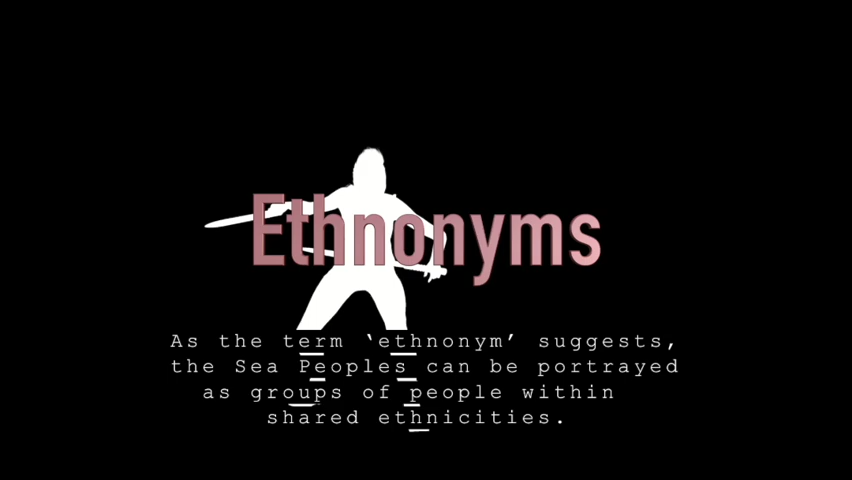 Ethnonyms
As the term ‘ethnonym’ suggests,
the Sea Peoples can be portrayed
as groups of people within
shared ethnicities.